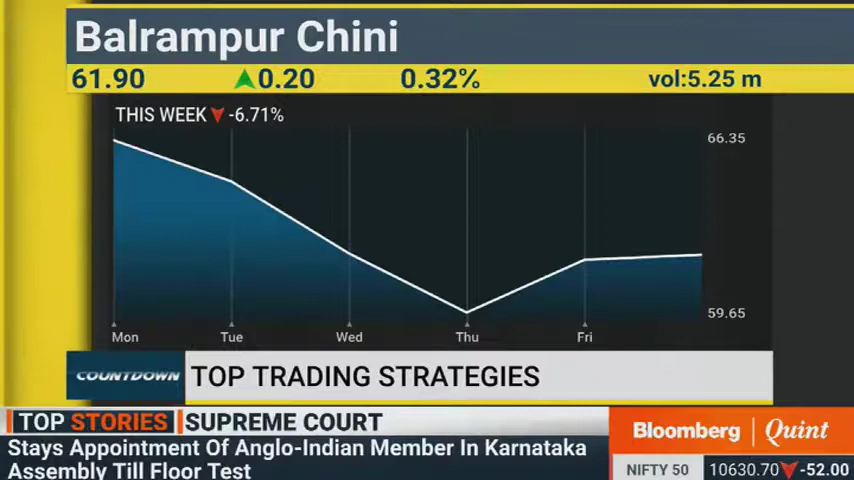 Balrampur Chini
61.90 0.20 0.32% vol:5.25 m
THIS WEEK -6.71%
66.35
59.65
Mon Tue Wed Thu Fri
COUNTDOWN TOP TRADING STRATEGIES
TOP STORIES SUPREME COURT
Stays Appointment Of Anglo-Indian Member In Karnataka
Assembly Till Floor Test
Bloomberg | Quint
NIFTY 50 10630.70 -52.00